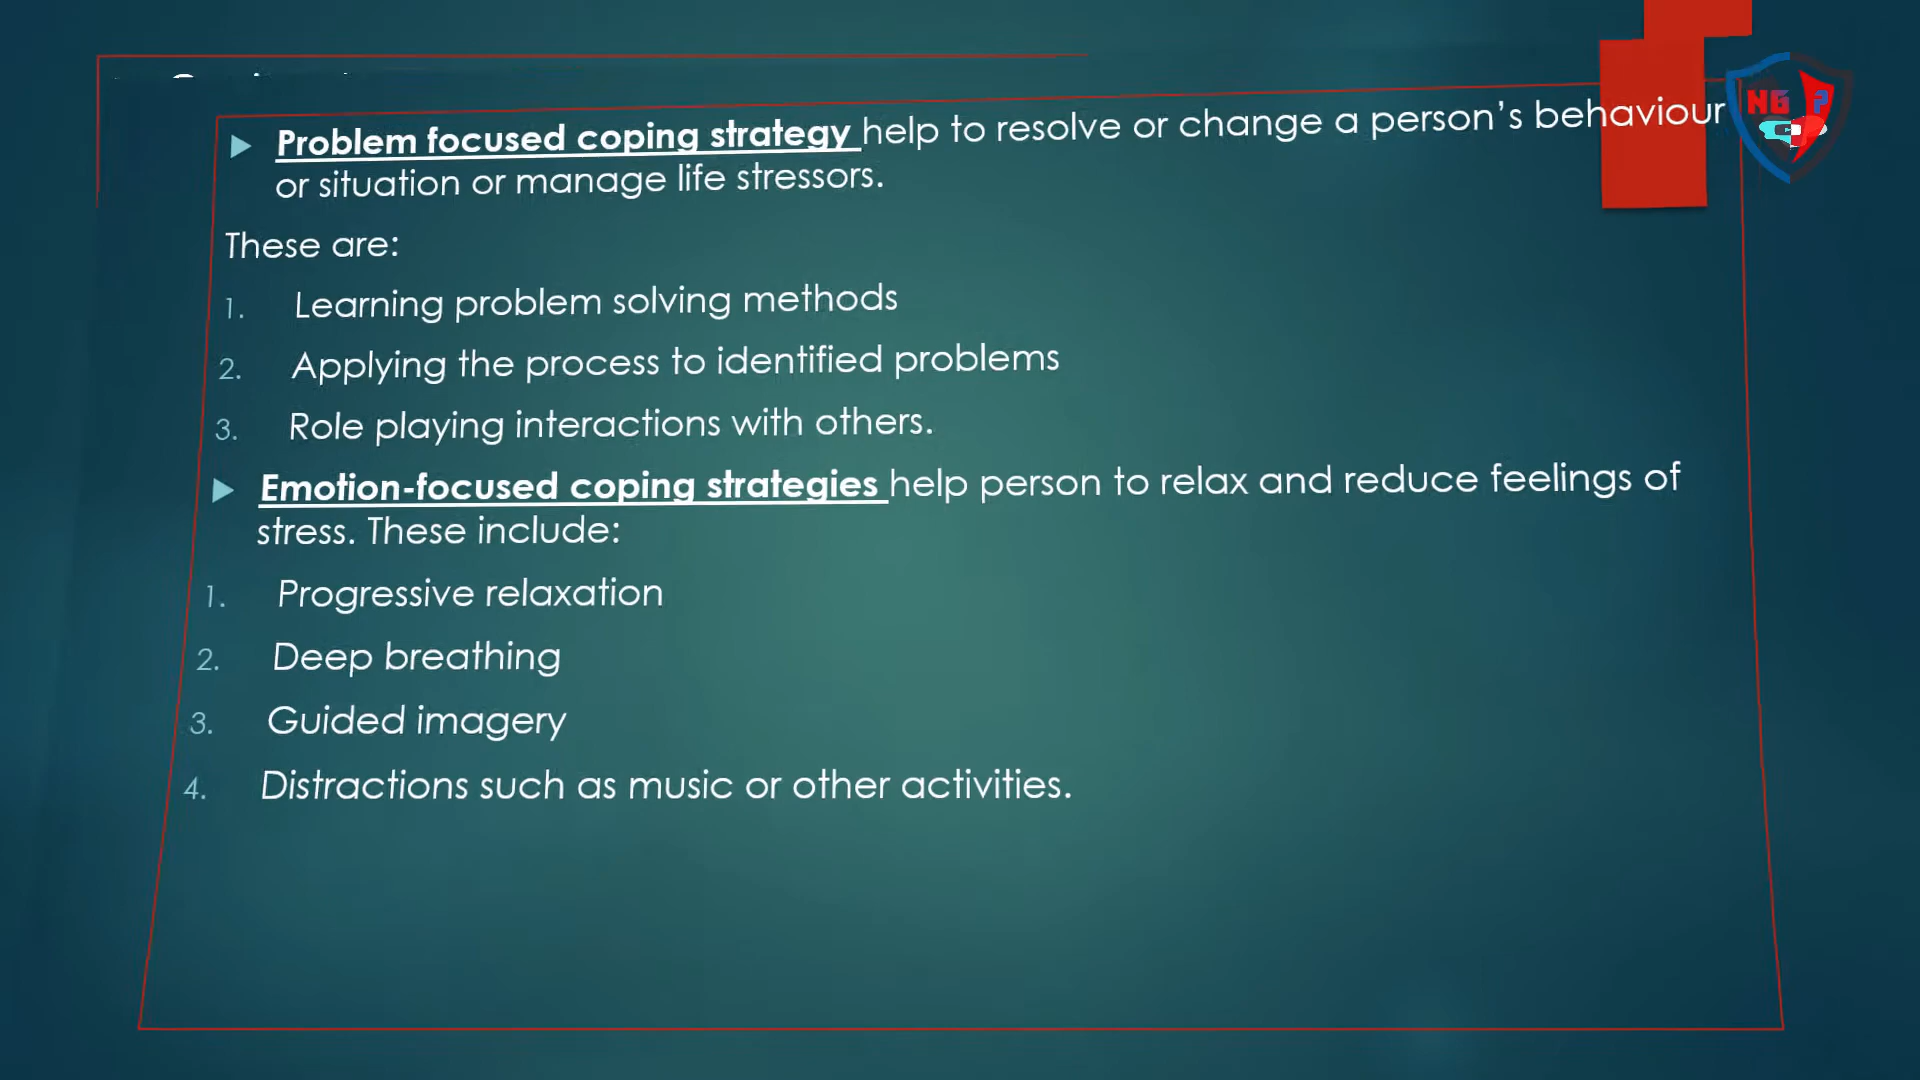 Problem focused coping strategy help to resolve or change a person's behaviour
or situation or manage life stressors.
These are:
1. Learning problem solving methods
2. Applying the process to identified problems
3. Role playing interactions with others.
Emotion-focused coping strategies help person to relax and reduce feelings of
stress. These include:
1. Progressive relaxation
2. Deep breathing
3. Guided imagery
4. Distractions such as music or other activities.